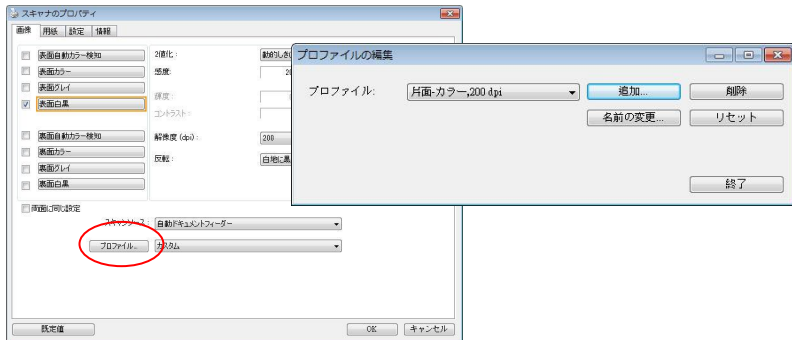 スキャナのプロパティ
画像 用紙 設定 情報
表面自動カラー検知
表面カラー
表面グレイ
表面白黒
裏面自動カラー検知
裏面カラー
裏面グレイ
裏面白黒
2値化：
感度：
輝度：
コントラスト：
解像度 (dpi)： 200
反転：
両面に同じ設定
スキャンソース： 自動ドキュメントフィーダー
プロファイル... カスタム
既定値 OK キャンセル
プロファイルの編集
プロファイル: 片面-カラー,200 dpi 追加... 削除
名前の変更... リセット
終了